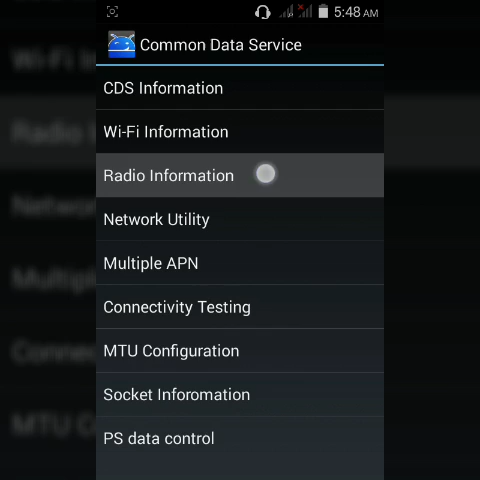 5:48 AM
Common Data Service
CDS Information
Wi-Fi Information
Radio Information
Network Utility
Multiple APN
Connectivity Testing
MTU Configuration
Socket Inforomation
PS data control